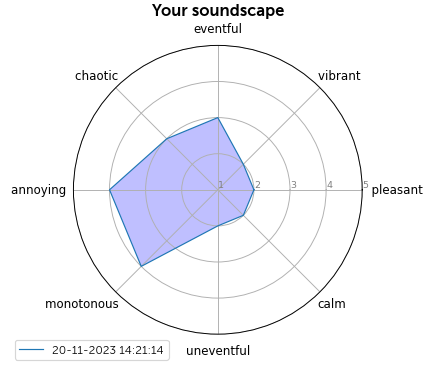 Your soundscape
eventful
chaotic
vibrant
annoying
1 2 3 4 5
pleasant
monotonous
calm
uneventful
20-11-2023 14:21:14